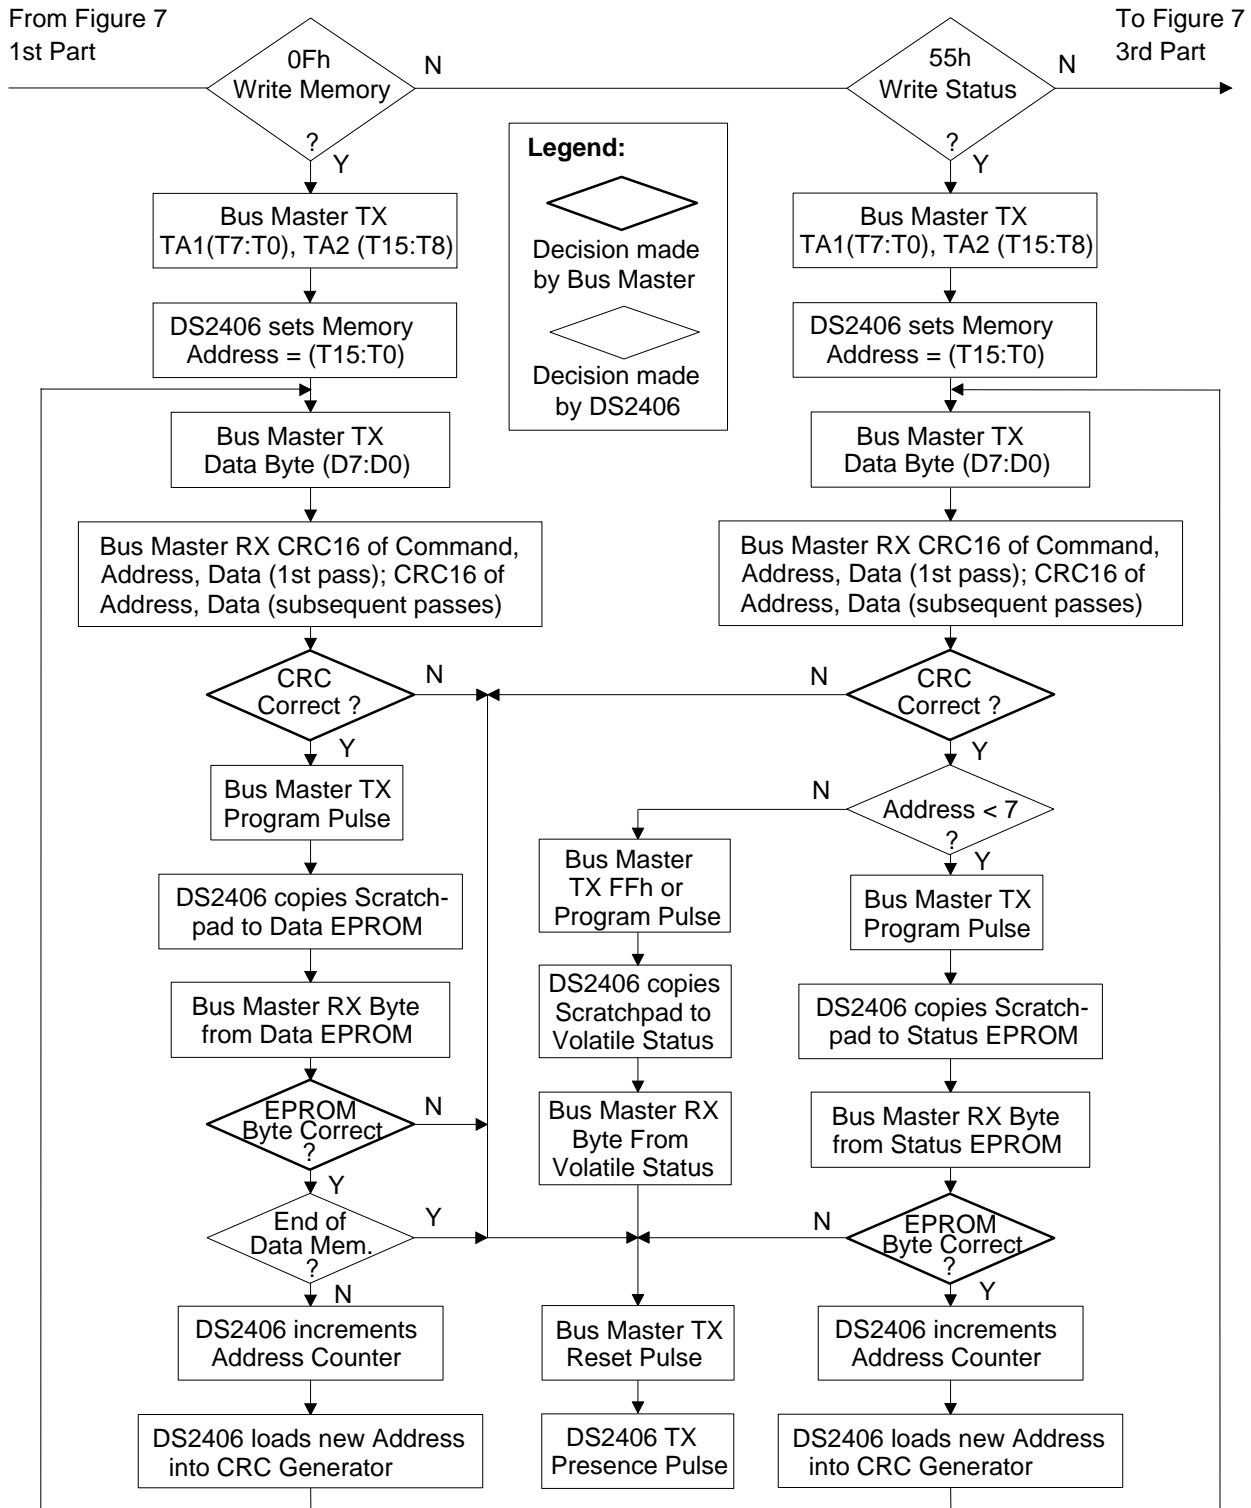 From Figure 7
1st Part
To Figure 7
3rd Part
0Fh
Write Memory
?
N
Y
55h
Write Status
?
N
Y
Legend:
Decision made
by Bus Master
Decision made
by DS2406
Bus Master TX
TA1(T7:T0), TA2 (T15:T8)
DS2406 sets Memory
Address = (T15:T0)
Bus Master TX
Data Byte (D7:D0)
Bus Master RX CRC16 of Command,
Address, Data (1st pass); CRC16 of
Address, Data (subsequent passes)
CRC
Correct ?
N
Y
Bus Master TX
Program Pulse
DS2406 copies Scratch-
pad to Data EPROM
Bus Master RX Byte
from Data EPROM
EPROM
Byte Correct
?
N
Y
End of
Data Mem.
?
Y
N
DS2406 increments
Address Counter
DS2406 loads new Address
into CRC Generator
Bus Master TX
TA1(T7:T0), TA2 (T15:T8)
DS2406 sets Memory
Address = (T15:T0)
Bus Master TX
Data Byte (D7:D0)
Bus Master RX CRC16 of Command,
Address, Data (1st pass); CRC16 of
Address, Data (subsequent passes)
CRC
Correct ?
N
Y
Address < 7
?
N
Y
Bus Master
TX FFh or
Program Pulse
DS2406 copies
Scratchpad to
Volatile Status
Bus Master RX
Byte From
Volatile Status
Bus Master TX
Reset Pulse
DS2406 TX
Presence Pulse
Bus Master TX
Program Pulse
DS2406 copies Scratch-
pad to Status EPROM
Bus Master RX Byte
from Status EPROM
EPROM
Byte Correct
?
N
Y
DS2406 increments
Address Counter
DS2406 loads new Address
into CRC Generator